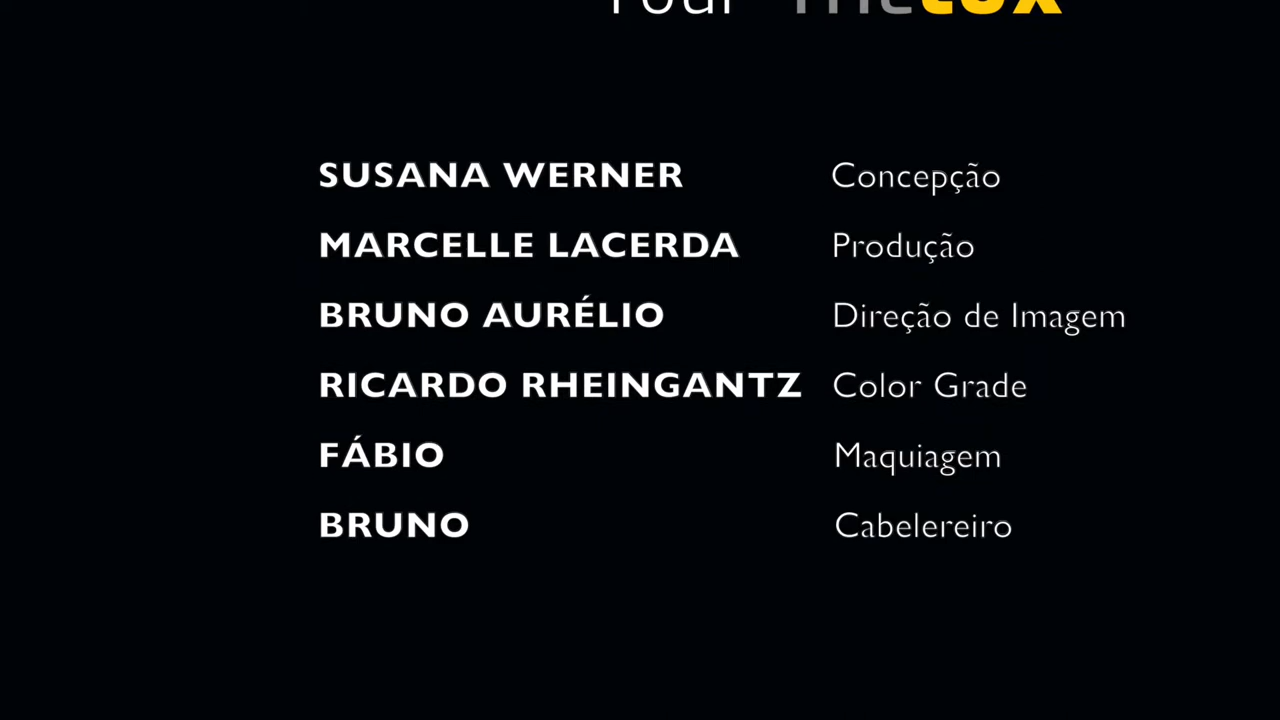 SUSANA WERNER Concepção
MARCELLE LACERDA Produção
BRUNO AURÉLIO Direção de Imagem
RICARDO RHEINGANTZ Color Grade
FÁBIO Maquiagem
BRUNO Cabelereiro